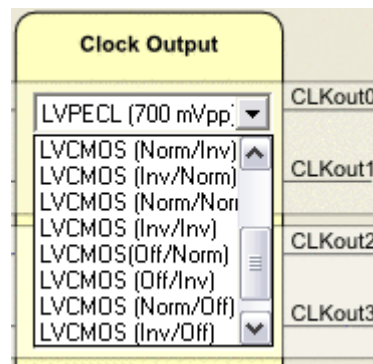 Clock Output
LVPECL (700 mVpp)
CLKout0
LVCMOS (Norm/Inv)
LVCMOS (Inv/Norm)
CLKout1
LVCMOS (Norm/Nor
LVCMOS (Inv/Inv)
LVCMOS(Off/Norm)
CLKout2
LVCMOS (Off/Inv)
LVCMOS (Norm/Off)
CLKout3
LVCMOS (Inv/Off)